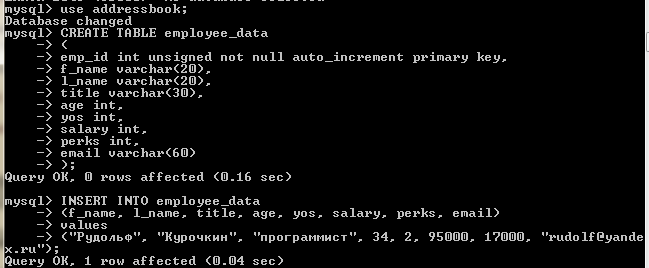 mysql> use addressbook;
Database changed
mysql> CREATE TABLE employee_data
    -> (
    -> emp_id int unsigned not null auto_increment primary key,
    -> f_name varchar(20),
    -> l_name varchar(20),
    -> title varchar(30),
    -> age int,
    -> yos int,
    -> salary int,
    -> perks int,
    -> email varchar(60)
    -> );
Query OK, 0 rows affected (0.16 sec)
mysql> INSERT INTO employee_data
    -> (f_name, l_name, title, age, yos, salary, perks, email)
    -> values
    -> ("Рудольф", "Курочкин", "программист", 34, 2, 95000, 17000, "rudolf@yande
x.ru");
Query OK, 1 row affected (0.04 sec)